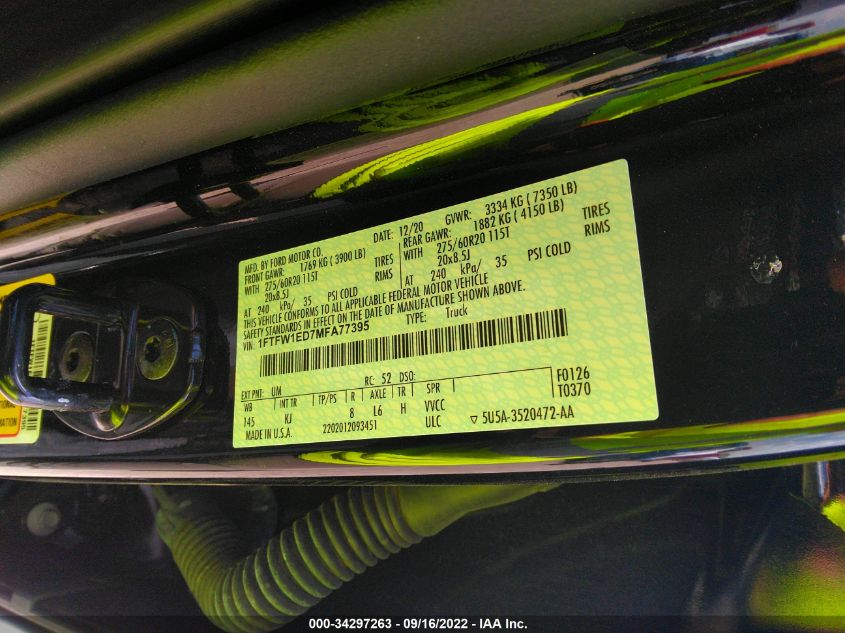 MFD. BY FORD MOTOR CO.
DATE: 12/20 GVWR: 3334 KG ( 7350 LB)
FRONT GAWR: 1769 KG ( 3900 LB) REAR GAWR: 1882 KG ( 4150 LB)
WITH 275/60R20 115T TIRES WITH 275/60R20 115T TIRES
20x8.5J RIMS 20x8.5J RIMS
AT 240 kPa/ 35 PSI COLD AT 240 kPa/ 35 PSI COLD
THIS VEHICLE CONFORMS TO ALL APPLICABLE FEDERAL MOTOR VEHICLE
SAFETY STANDARDS IN EFFECT ON THE DATE OF MANUFACTURE SHOWN ABOVE.
VIN: 1FTFW1ED7MFA77395 TYPE: Truck
EXT PNT: UM RC: 52 DSO:
WB INT TR TP/PS R AXLE TR SPR F0126
145 KJ 8 L6 H VVCC T0370
MADE IN U.S.A. 2202012093451 ULC ▽ 5U5A-3520472-AA
000-34297263 - 09/16/2022 - IAA Inc.